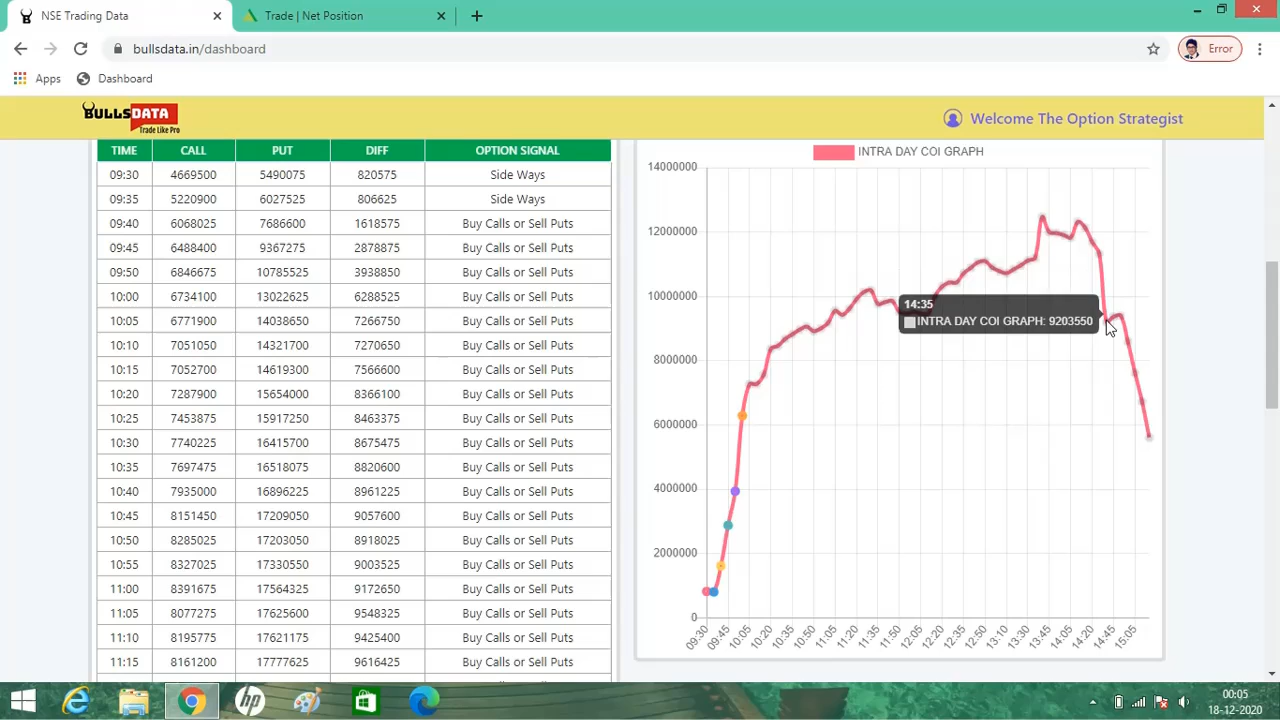 NSE Trading Data
Trade | Net Position
bullsdata.in/dashboard
Error
Apps Dashboard
BULLSDATA
Trade Like Pro
Welcome The Option Strategist
TIME CALL PUT DIFF OPTION SIGNAL
09:30 4669500 5490075 820575 Side Ways
09:35 5220900 6027525 806625 Side Ways
09:40 6068025 7686600 1618575 Buy Calls or Sell Puts
09:45 6488400 9367275 2878875 Buy Calls or Sell Puts
09:50 6846675 10785525 3938850 Buy Calls or Sell Puts
10:00 6734100 13022625 6288525 Buy Calls or Sell Puts
10:05 6771900 14038650 7266750 Buy Calls or Sell Puts
10:10 7051050 14321700 7270650 Buy Calls or Sell Puts
10:15 7052700 14619300 7566600 Buy Calls or Sell Puts
10:20 7287900 15654000 8366100 Buy Calls or Sell Puts
10:25 7453875 15917250 8463375 Buy Calls or Sell Puts
10:30 7740225 16415700 8675475 Buy Calls or Sell Puts
10:35 7697475 16518075 8820600 Buy Calls or Sell Puts
10:40 7935000 16896225 8961225 Buy Calls or Sell Puts
10:45 8151450 17209050 9057600 Buy Calls or Sell Puts
10:50 8285025 17203050 8918025 Buy Calls or Sell Puts
10:55 8327025 17330550 9003525 Buy Calls or Sell Puts
11:00 8391675 17564325 9172650 Buy Calls or Sell Puts
11:05 8077275 17625600 9548325 Buy Calls or Sell Puts
11:10 8195775 17621175 9425400 Buy Calls or Sell Puts
11:15 8161200 17777625 9616425 Buy Calls or Sell Puts
INTRA DAY COI GRAPH
14000000
12000000
10000000
8000000
6000000
4000000
2000000
0
14:35
INTRA DAY COI GRAPH: 9203550
09:30 09:45 10:05 10:20 10:35 10:50 11:05 11:20 11:35 11:50 12:05 12:20 12:35 12:50 13:10 13:30 13:45 14:05 14:20 14:45 15:05
hp
00:05
18-12-2020